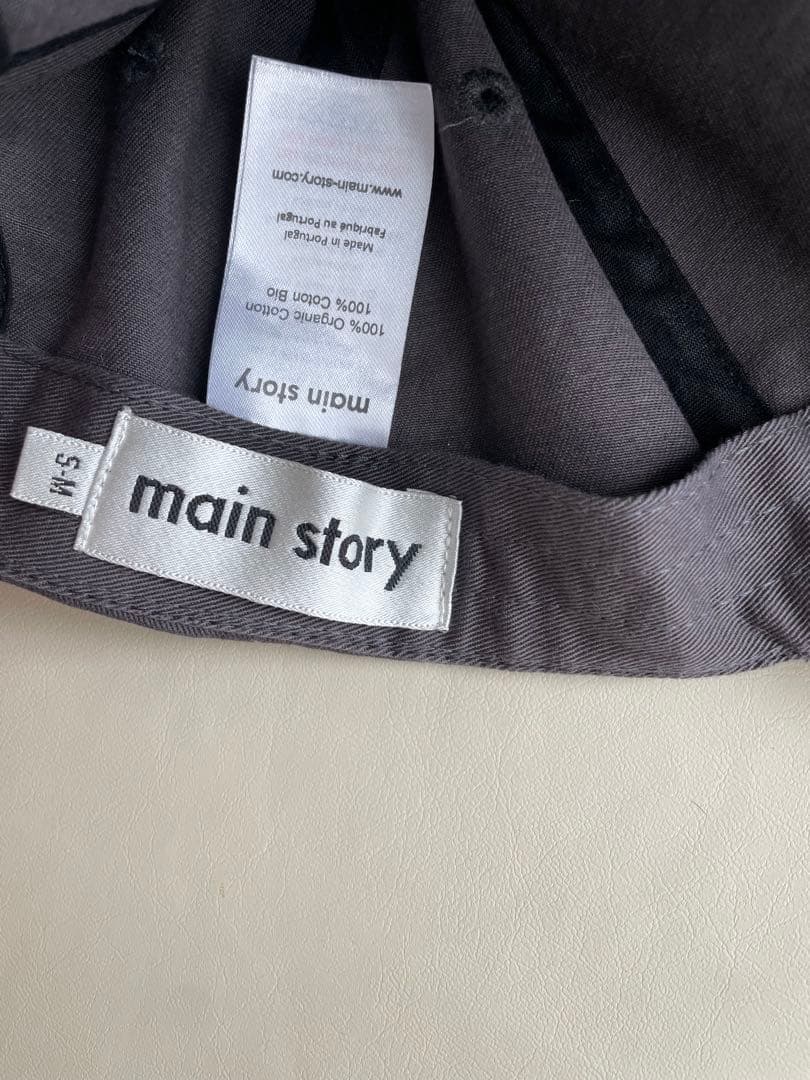 main story
S-M
main story
100% Organic Cotton
100% Coton Bio
Made in Portugal
Fabriqué au Portugal
www.main-story.com